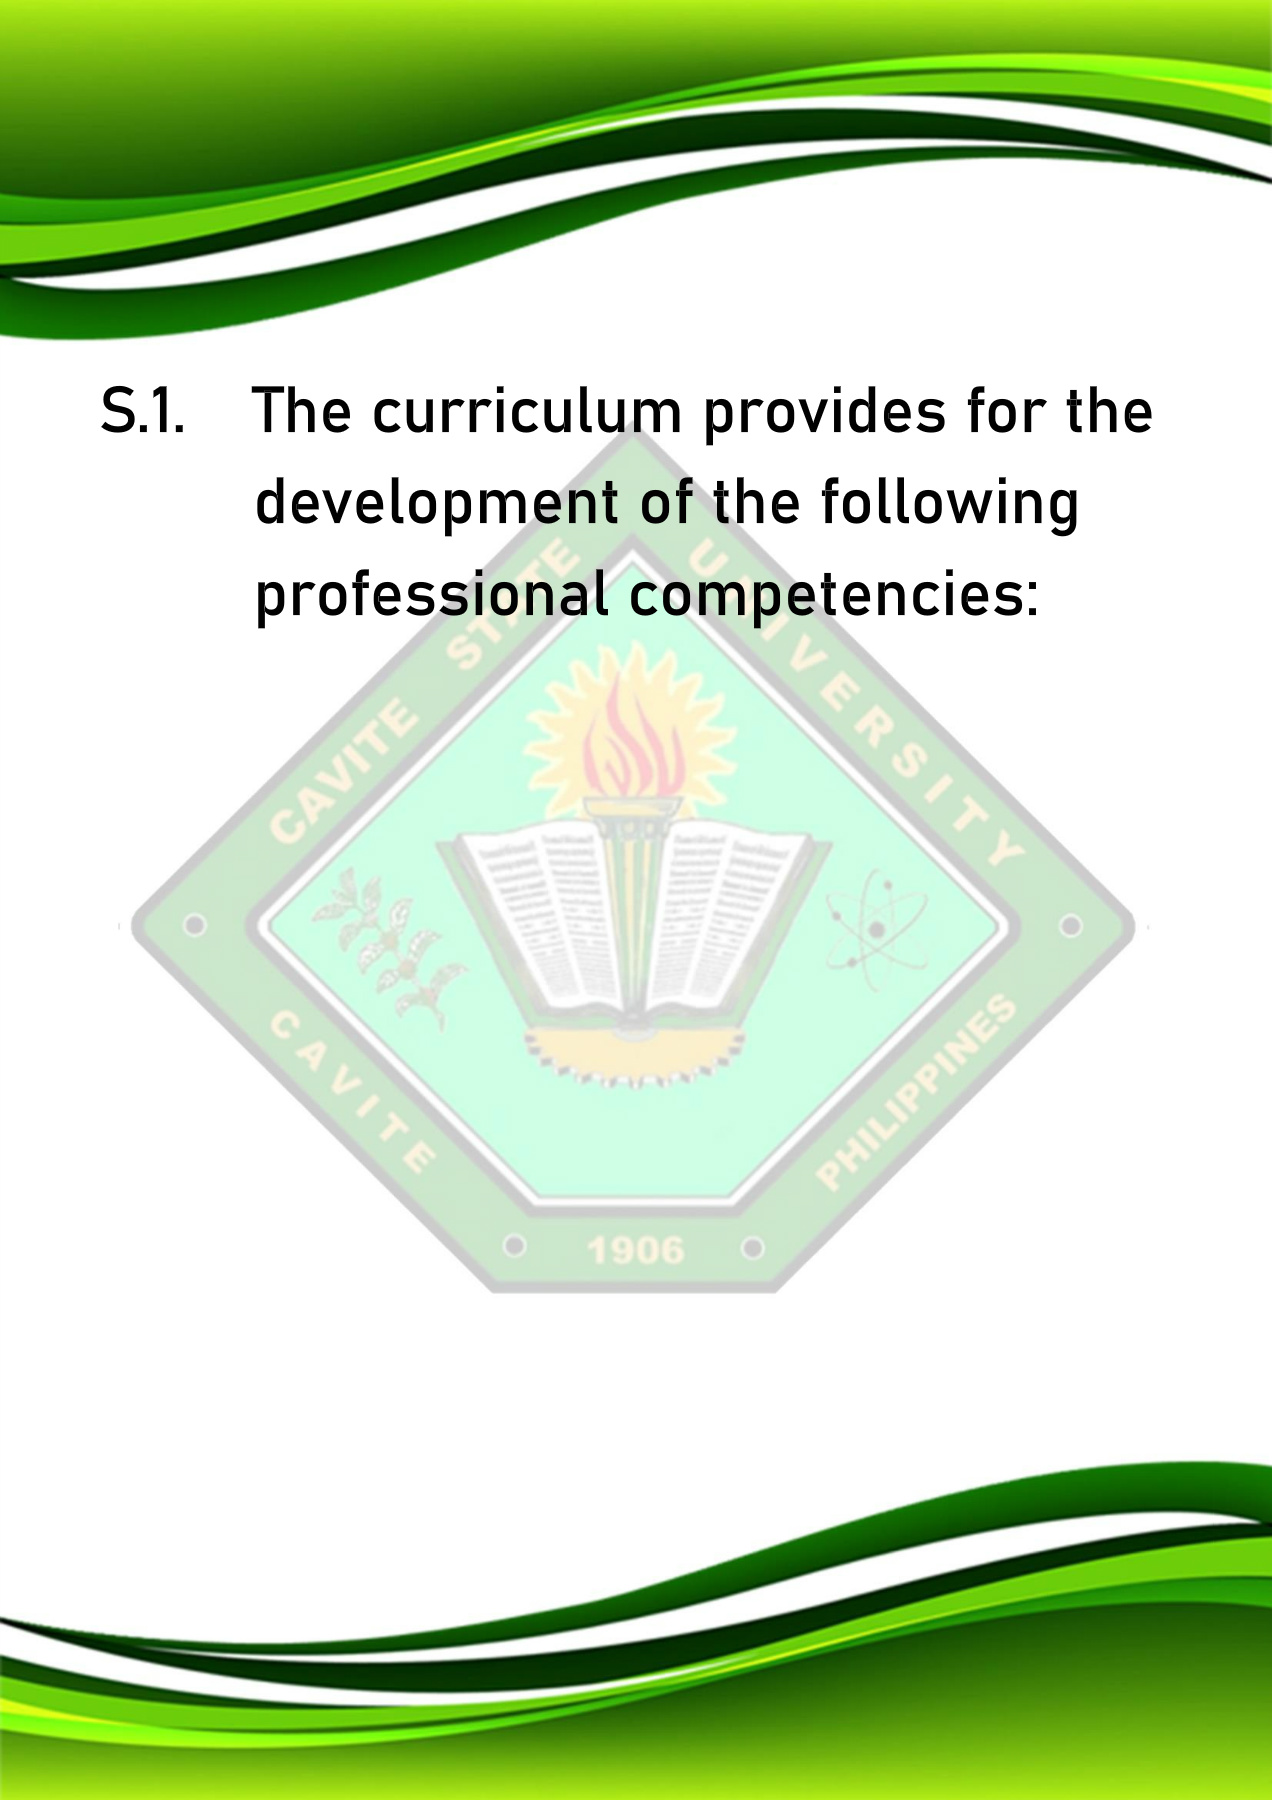 S.1. The curriculum provides for the
development of the following
professional competencies:
CAVITE STATE UNIVERSITY
CAVITE
PHILIPPINES
1906